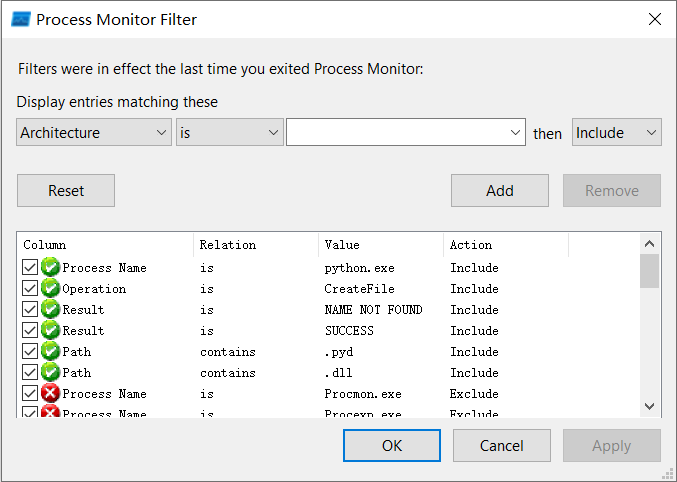 Process Monitor Filter
Filters were in effect the last time you exited Process Monitor:
Display entries matching these
Architecture is then Include
Reset Add Remove
Column Relation Value Action
Process Name is python.exe Include
Operation is CreateFile Include
Result is NAME NOT FOUND Include
Result is SUCCESS Include
Path contains .pyd Include
Path contains .dll Include
Process Name is Procmon.exe Exclude
Process Name is Procexp.exe Exclude
OK Cancel Apply